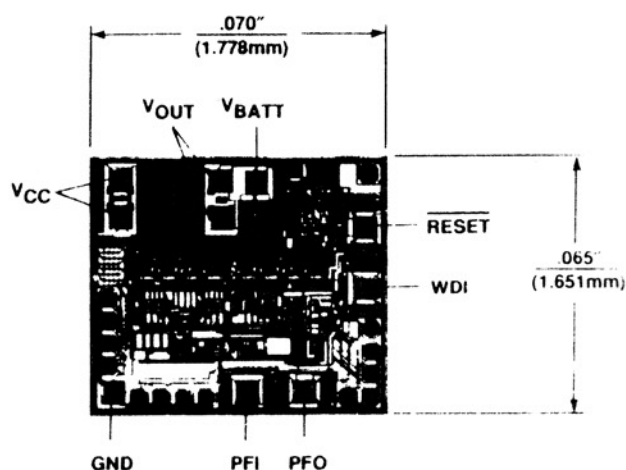 .070"
(1.778mm)
VOUT VBATT
VCC
RESET
.065"
(1.651mm)
WDI
GND PFI PFO